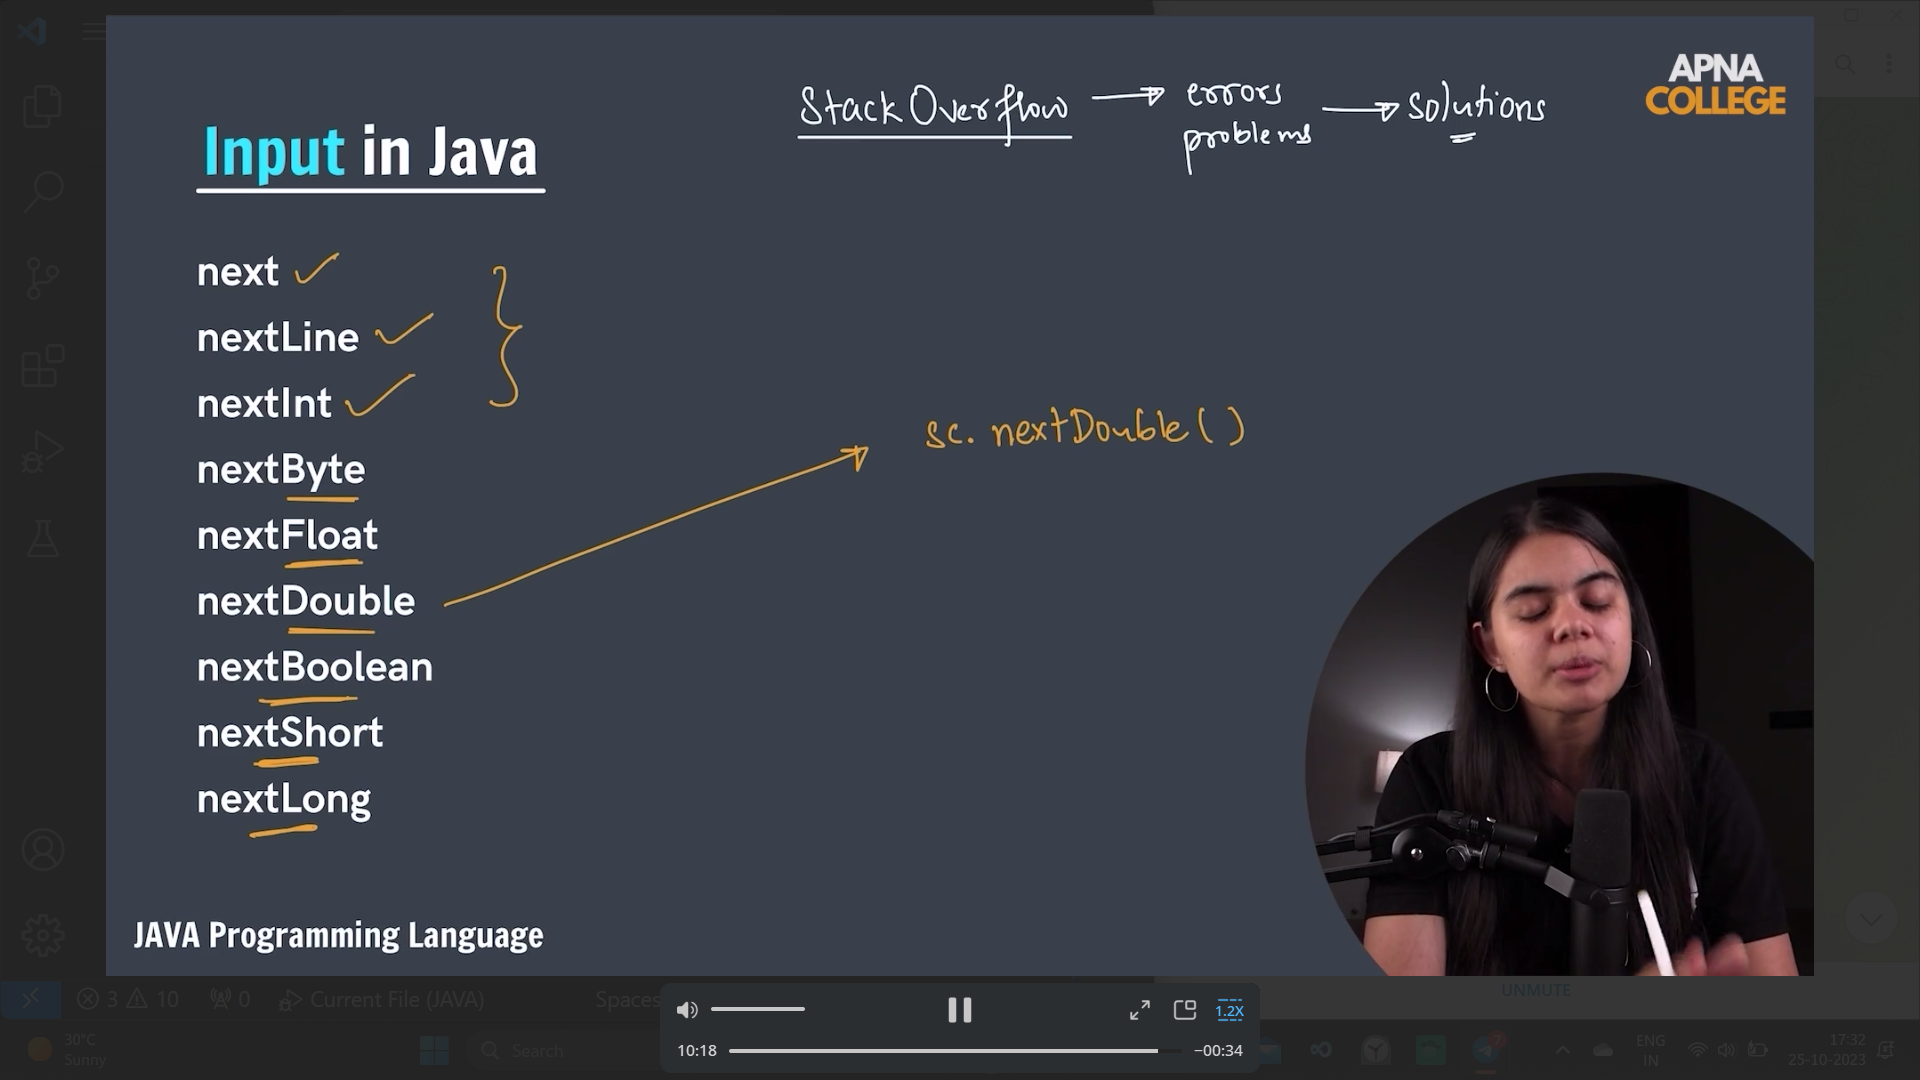 StackOverflow → errors → solutions
problems
APNA
COLLEGE
Input in Java
next
nextLine
nextInt
sc. nextDouble()
nextByte
nextFloat
nextDouble
nextBoolean
nextShort
nextLong
JAVA Programming Language
3 10 0 Current File (JAVA) Spaces
UNMUTE
1.2X
10:18 −00:34
30°C
Sunny
Search
ENG
IN
17:32
25-10-2023